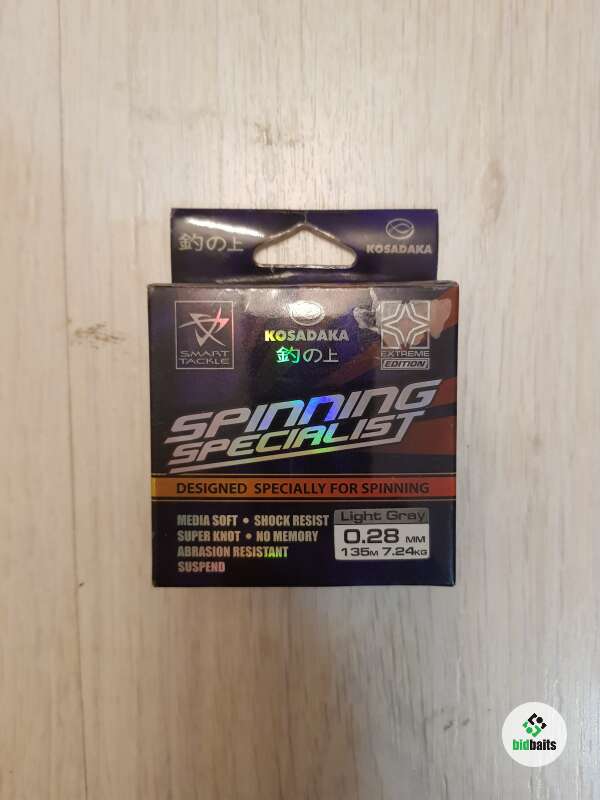 釣の上
KOSADAKA
SMART
TACKLE
KOSADAKA
釣の上
EXTREME
EDITION
SPINNING
SPECIALIST
DESIGNED SPECIALLY FOR SPINNING
MEDIA SOFT • SHOCK RESIST
SUPER KNOT • NO MEMORY
ABRASION RESISTANT
SUSPEND
Light Gray
0.28 MM
135M 7.24KG
bidbaits